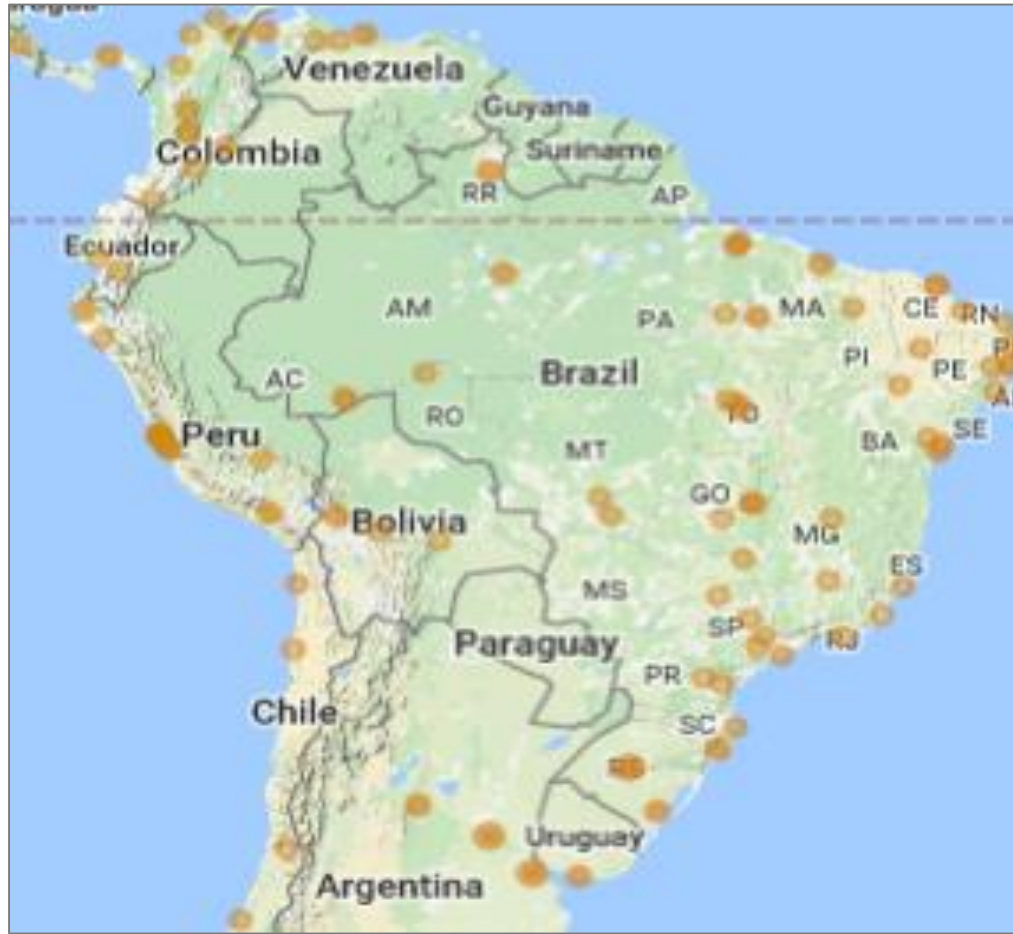 Venezuela
Guyana
Colombia
Suriname
RR
AP
Ecuador
AM
PA
MA
CE
RN
Brazil
PI
PE
AC
RO
TO
Peru
BA
SE
MT
GO
Bolivia
MG
ES
MS
SP
RJ
Paraguay
PR
Chile
SC
Uruguay
Argentina